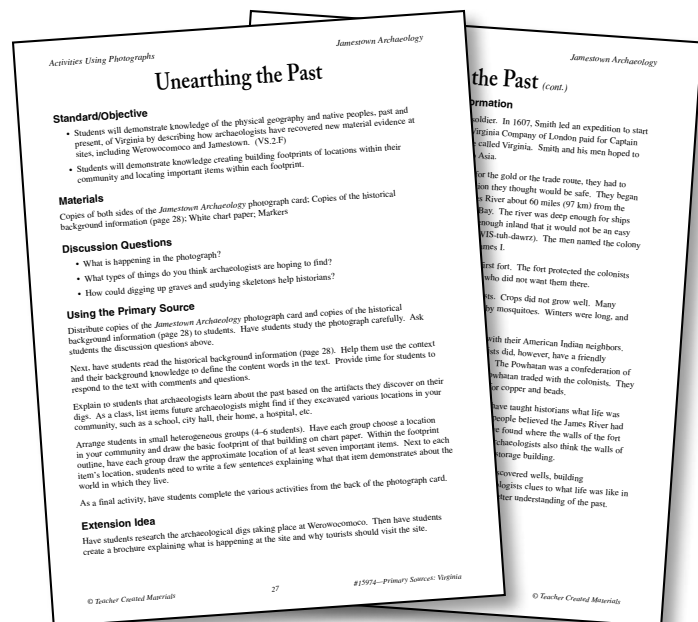 Activities Using Photographs
Jamestown Archaeology
Unearthing the Past
Standard/Objective
• Students will demonstrate knowledge of the physical geography and native peoples, past and
present, of Virginia by describing how archaeologists have recovered new material evidence at
sites, including Werowocomoco and Jamestown. (VS.2.F)
• Students will demonstrate knowledge creating building footprints of locations within their
community and locating important items within each footprint.
Materials
Copies of both sides of the Jamestown Archaeology photograph card; Copies of the historical
background information (page 28); White chart paper; Markers
Discussion Questions
• What is happening in the photograph?
• What types of things do you think archaeologists are hoping to find?
• How could digging up graves and studying skeletons help historians?
Using the Primary Source
Distribute copies of the Jamestown Archaeology photograph card and copies of the historical
background information (page 28) to students. Have students study the photograph carefully. Ask
students the discussion questions above.
Next, have students read the historical background information (page 28). Help them use the context
and their background knowledge to define the content words in the text. Provide time for students to
respond to the text with comments and questions.
Explain to students that archaeologists learn about the past based on the artifacts they discover on their
digs. As a class, list items future archaeologists might find if they excavated various locations in your
community, such as a school, city hall, their home, a hospital, etc.
Arrange students in small heterogeneous groups (4–6 students). Have each group choose a location
in your community and draw the basic footprint of that building on chart paper. Within the footprint
outline, have each group draw the approximate location of at least seven important items. Next to each
item's location, students need to write a few sentences explaining what that item demonstrates about the
world in which they live.
As a final activity, have students complete the various activities from the back of the photograph card.
Extension Idea
Have students research the archaeological digs taking place at Werowocomoco. Then have students
create a brochure explaining what is happening at the site and why tourists should visit the site.
© Teacher Created Materials
27
#15974—Primary Sources: Virginia
Jamestown Archaeology
the Past (cont.)
ormation
soldier. In 1607, Smith led an expedition to start
Virginia Company of London paid for Captain
called Virginia. Smith and his men hoped to
Asia.
for the gold or the trade route, they had to
ion they thought would be safe. They began
s River about 60 miles (97 km) from the
Bay. The river was deep enough for ships
enough inland that it would not be an easy
WIS-tuh-dawrz). The men named the colony
mes I.
first fort. The fort protected the colonists
who did not want them there.
sts. Crops did not grow well. Many
by mosquitoes. Winters were long, and
with their American Indian neighbors.
sts did, however, have a friendly
The Powhatan was a confederation of
whatan traded with the colonists. They
or copper and beads.
have taught historians what life was
people believed the James River had
e found where the walls of the fort
chaeologists also think the walls of
storage building.
scovered wells, building
ologists clues to what life was like in
etter understanding of the past.
© Teacher Created Materials